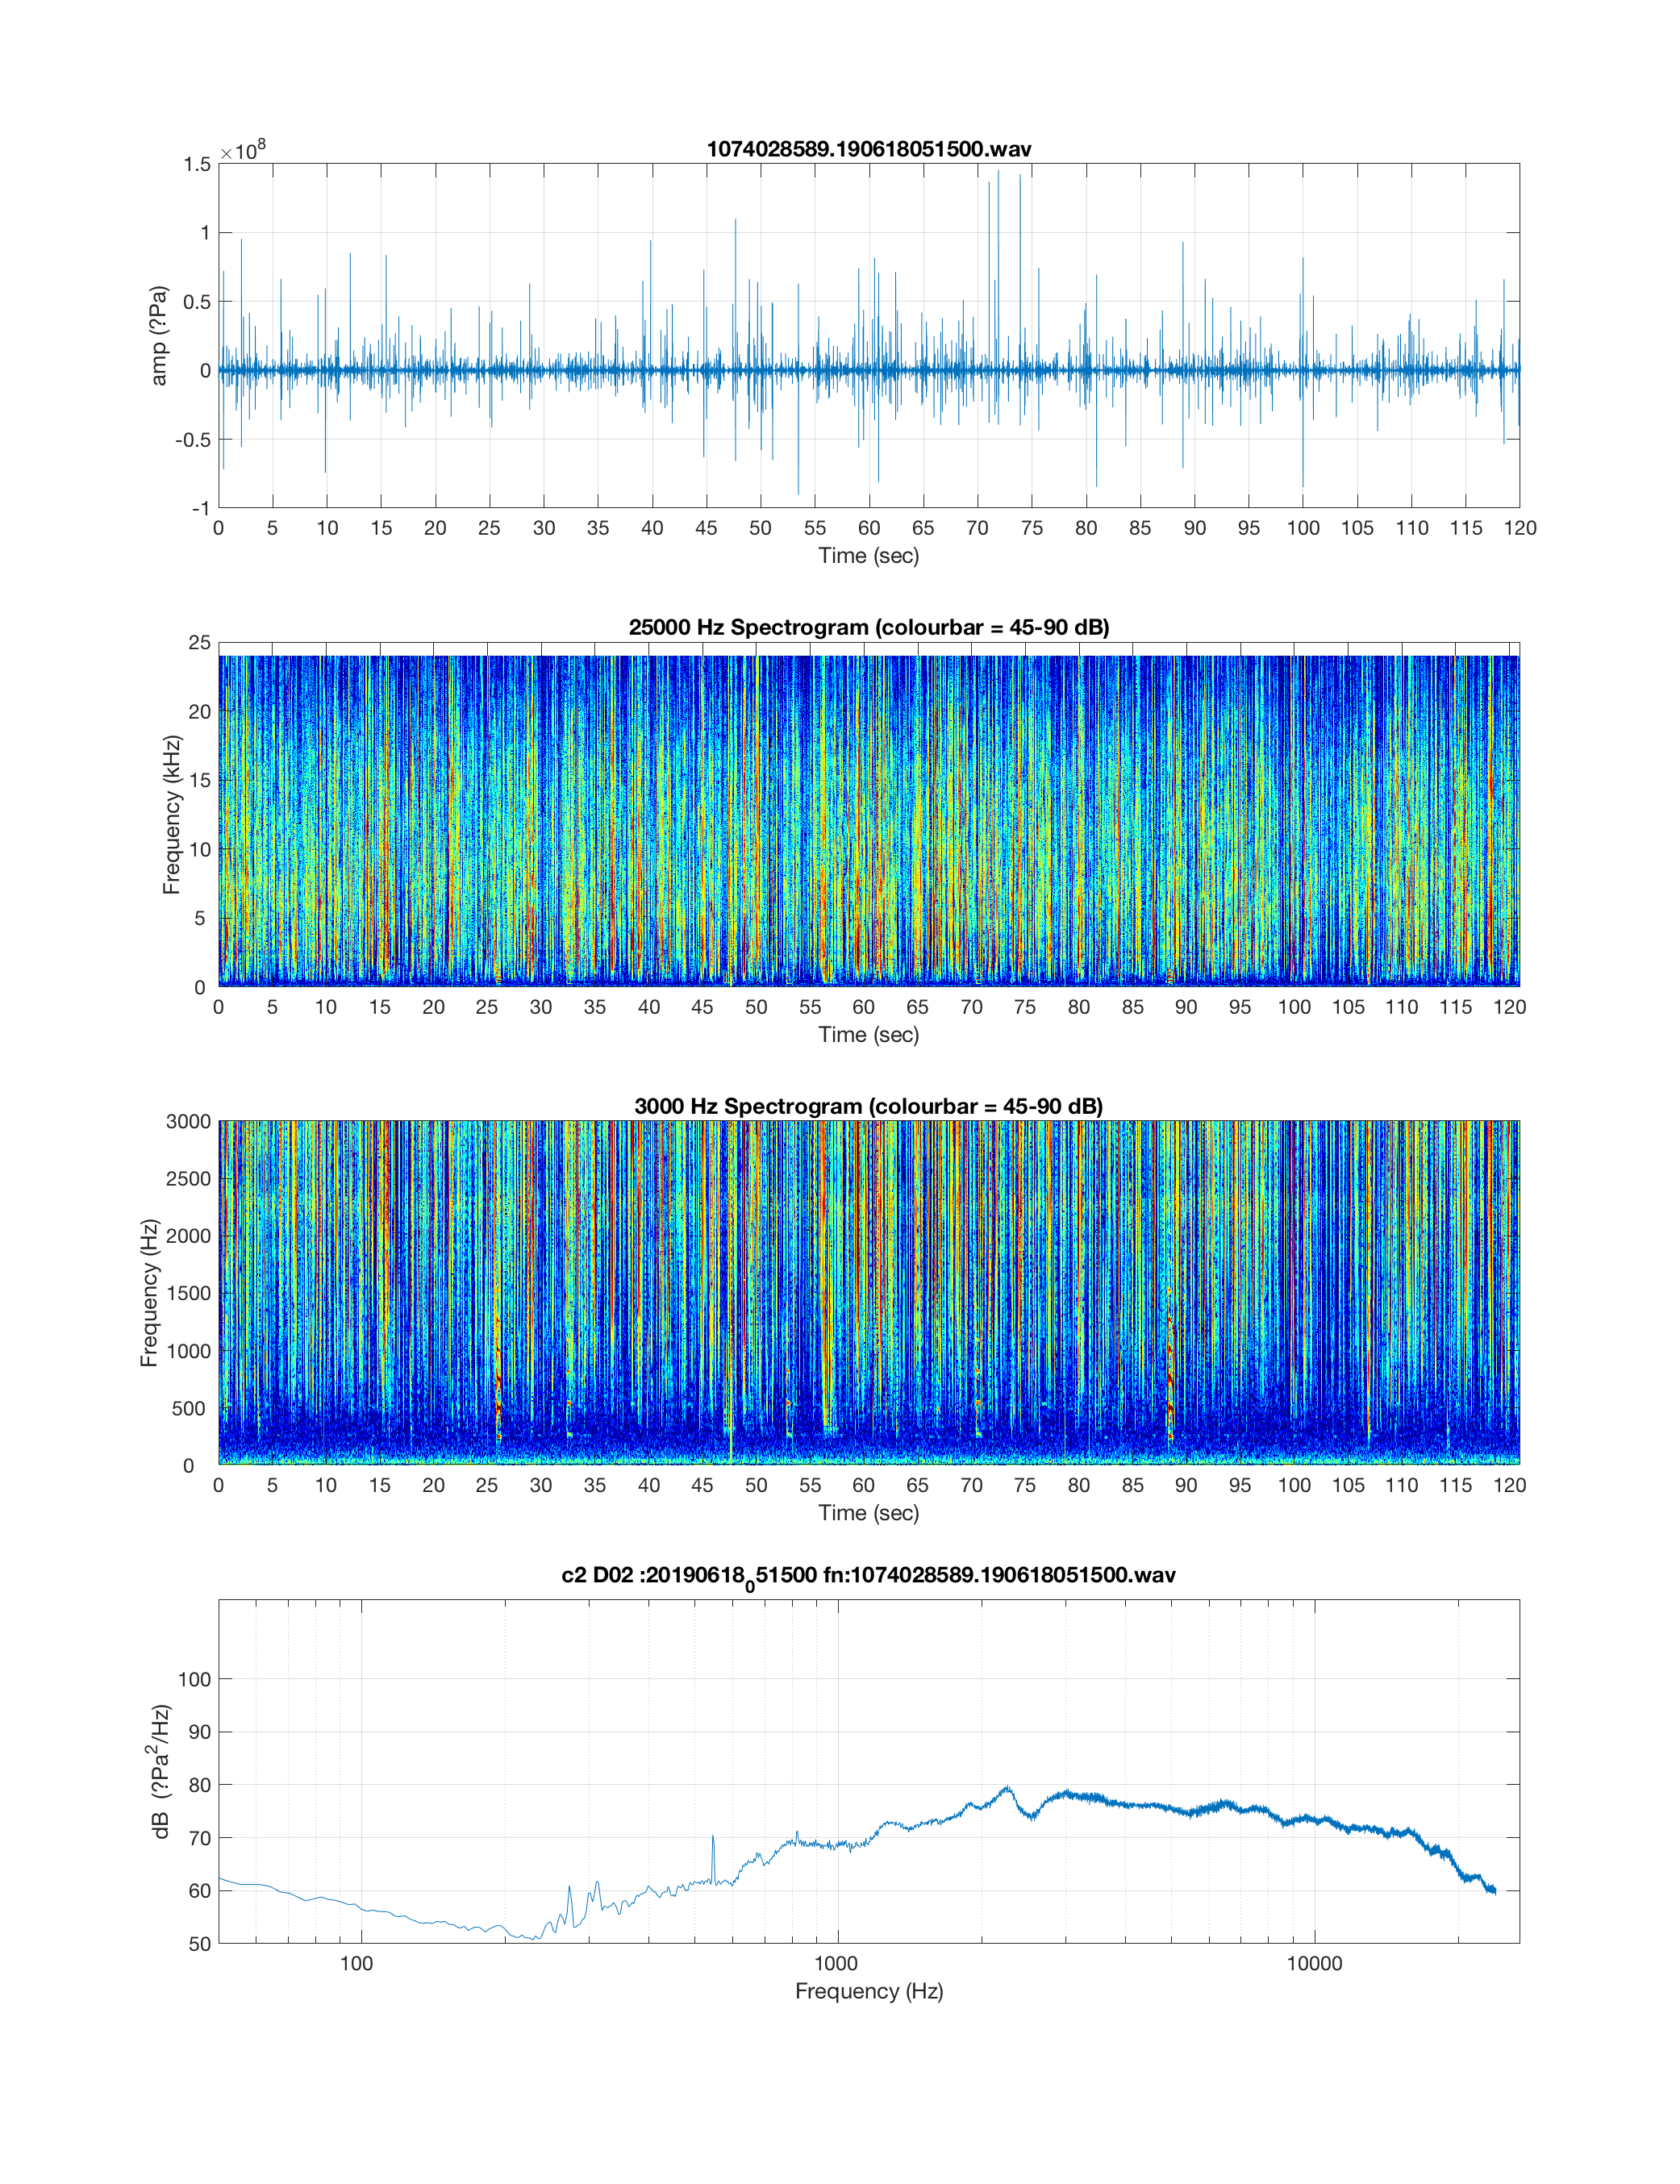 1074028589.190618051500.wav
×10^8
1.5
1
0.5
0
-0.5
-1
amp (?Pa)
0 5 10 15 20 25 30 35 40 45 50 55 60 65 70 75 80 85 90 95 100 105 110 115 120
Time (sec)
25000 Hz Spectrogram (colourbar = 45-90 dB)
25
20
15
10
5
0
Frequency (kHz)
0 5 10 15 20 25 30 35 40 45 50 55 60 65 70 75 80 85 90 95 100 105 110 115 120
Time (sec)
3000 Hz Spectrogram (colourbar = 45-90 dB)
3000
2500
2000
1500
1000
500
0
Frequency (Hz)
0 5 10 15 20 25 30 35 40 45 50 55 60 65 70 75 80 85 90 95 100 105 110 115 120
Time (sec)
c2 D02 :20190618_051500 fn:1074028589.190618051500.wav
100
90
80
70
60
50
dB (?Pa^2/Hz)
100 1000 10000
Frequency (Hz)